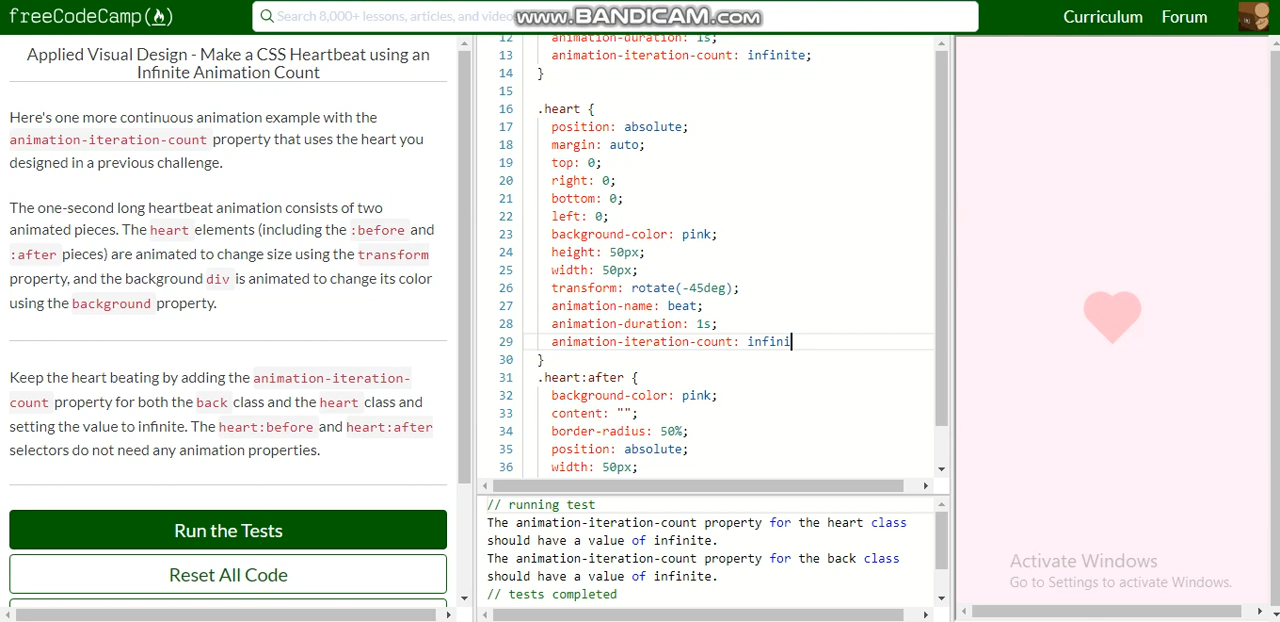 freeCodeCamp(🔥)
Search 8,000+ lessons, articles, and video
www.BANDICAM.com
Curriculum
Forum
Applied Visual Design - Make a CSS Heartbeat using an
Infinite Animation Count
Here's one more continuous animation example with the
animation-iteration-count property that uses the heart you
designed in a previous challenge.
The one-second long heartbeat animation consists of two
animated pieces. The heart elements (including the :before and
:after pieces) are animated to change size using the transform
property, and the background div is animated to change its color
using the background property.
Keep the heart beating by adding the animation-iteration-
count property for both the back class and the heart class and
setting the value to infinite. The heart:before and heart:after
selectors do not need any animation properties.
Run the Tests
Reset All Code
12 animation-duration: 1s;
13 animation-iteration-count: infinite;
14 }
15
16 .heart {
17 position: absolute;
18 margin: auto;
19 top: 0;
20 right: 0;
21 bottom: 0;
22 left: 0;
23 background-color: pink;
24 height: 50px;
25 width: 50px;
26 transform: rotate(-45deg);
27 animation-name: beat;
28 animation-duration: 1s;
29 animation-iteration-count: infini
30 }
31 .heart:after {
32 background-color: pink;
33 content: "";
34 border-radius: 50%;
35 position: absolute;
36 width: 50px;
// running test
The animation-iteration-count property for the heart class
should have a value of infinite.
The animation-iteration-count property for the back class
should have a value of infinite.
// tests completed
Activate Windows
Go to Settings to activate Windows.